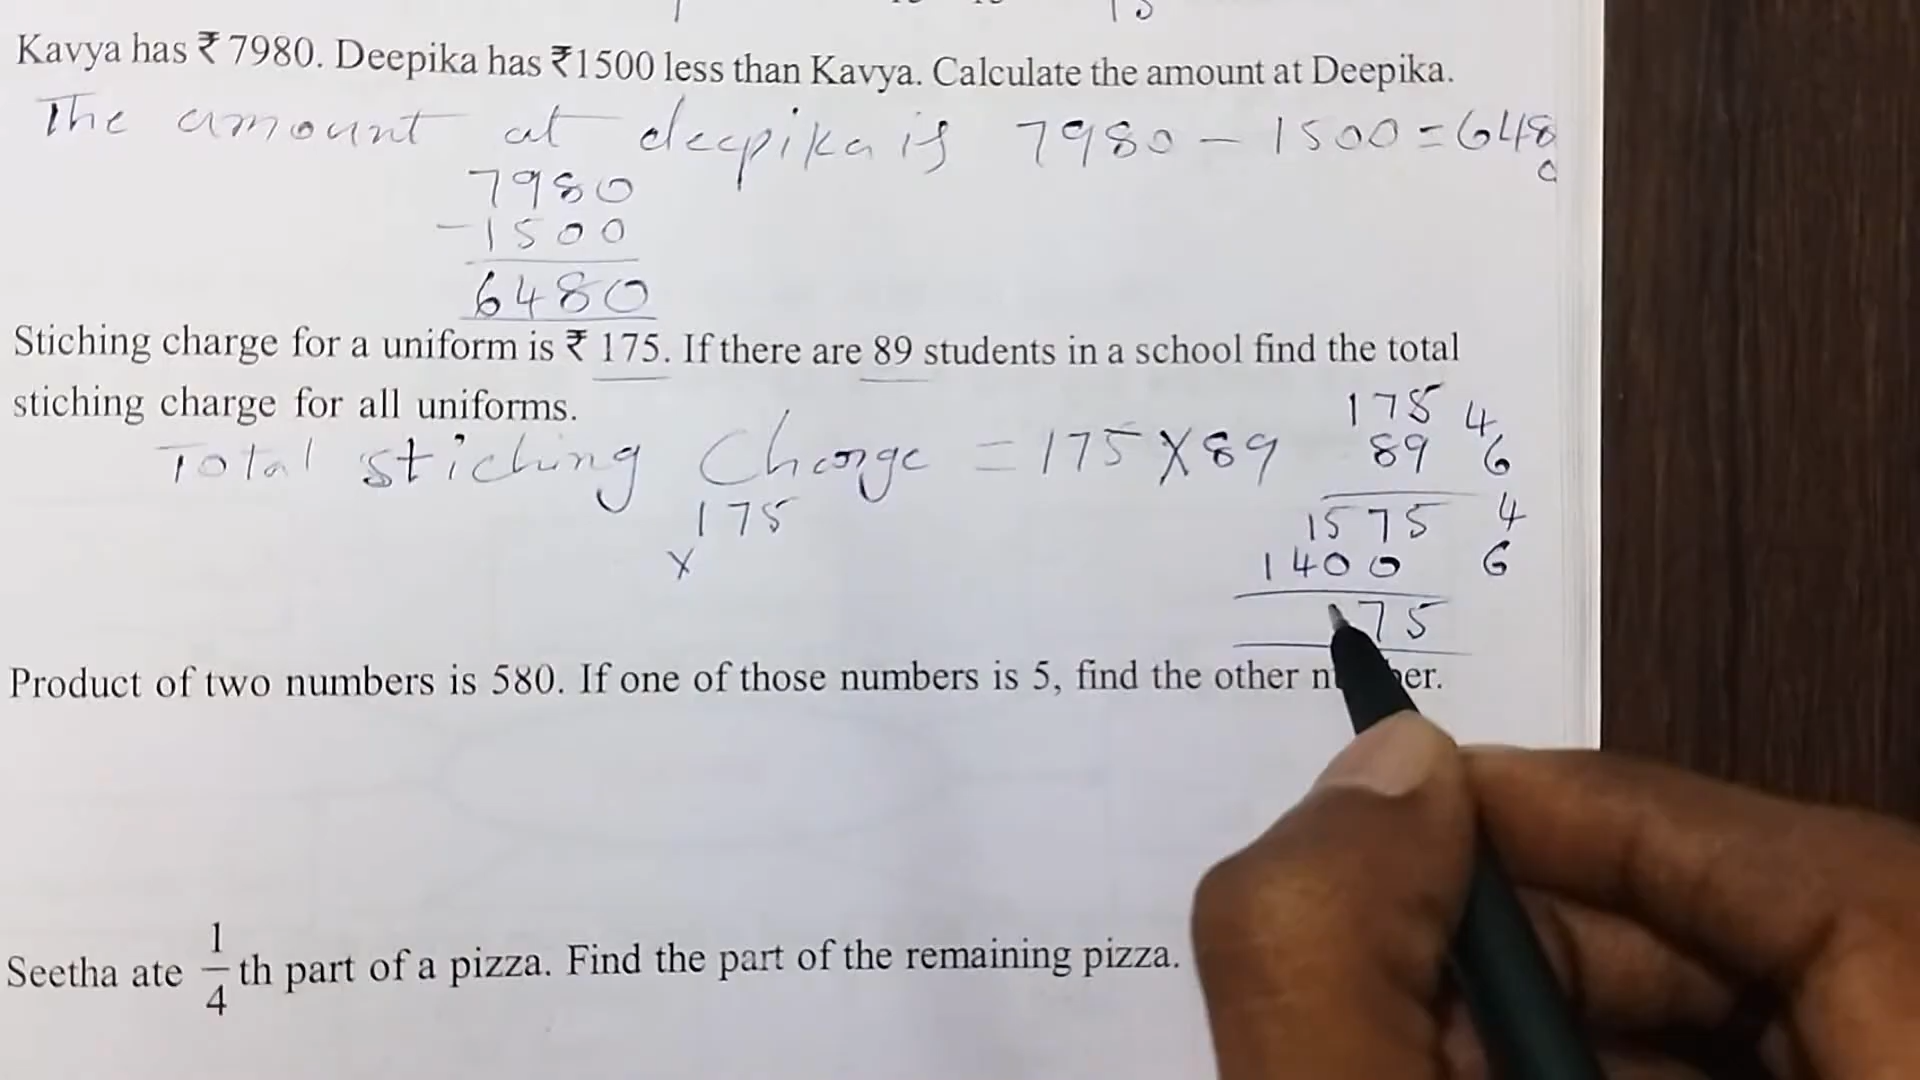 Kavya has ₹ 7980. Deepika has ₹1500 less than Kavya. Calculate the amount at Deepika.
The amount at deepika is 7980 - 1500 = 6480
7980
-1500
6480
Stiching charge for a uniform is ₹ 175. If there are 89 students in a school find the total
stiching charge for all uniforms.
Total stiching Charge = 175 X 89
175
X
175 4
89 6
1575 4
1400 6
75
Product of two numbers is 580. If one of those numbers is 5, find the other
Seetha ate 1/4 th part of a pizza. Find the part of the remaining pizza.